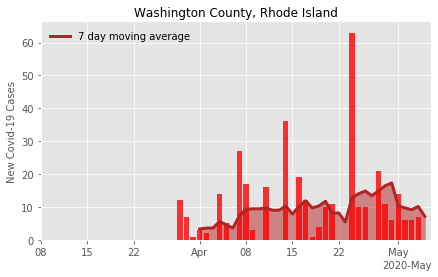 Washington County, Rhode Island
7 day moving average
New Covid-19 Cases
60
50
40
30
20
10
0
08 15 22 Apr 08 15 22 May
2020-May